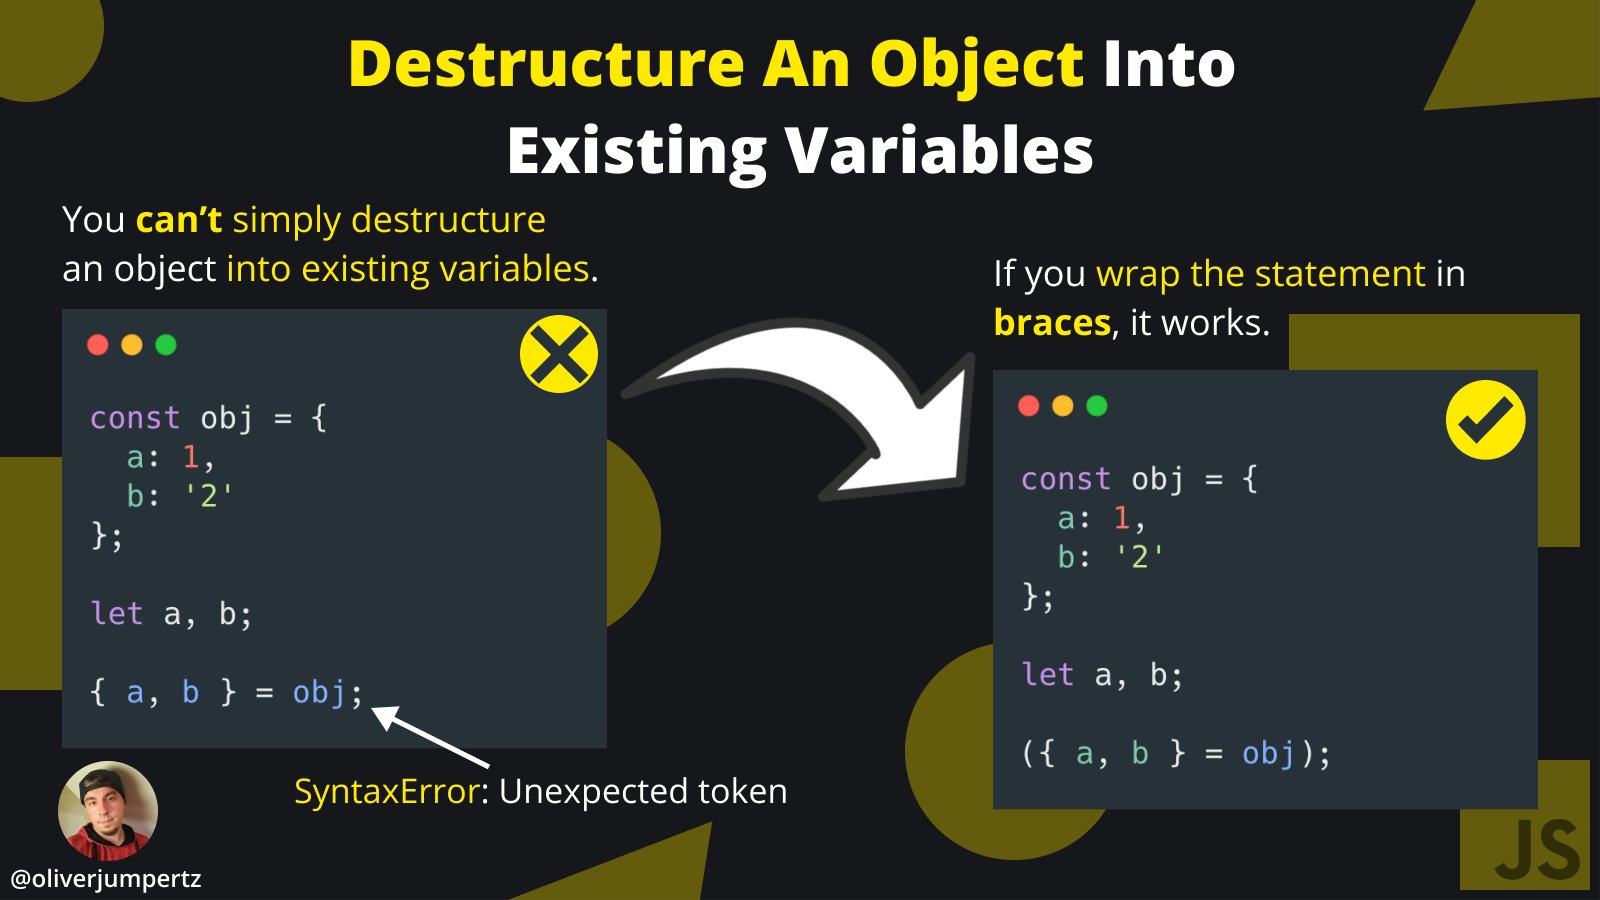 Destructure An Object Into
Existing Variables
You can’t simply destructure
an object into existing variables.
const obj = {
  a: 1,
  b: '2'
};
let a, b;
{ a, b } = obj;
SyntaxError: Unexpected token
If you wrap the statement in
braces, it works.
const obj = {
  a: 1,
  b: '2'
};
let a, b;
({ a, b } = obj);
@oliverjumpertz
JS